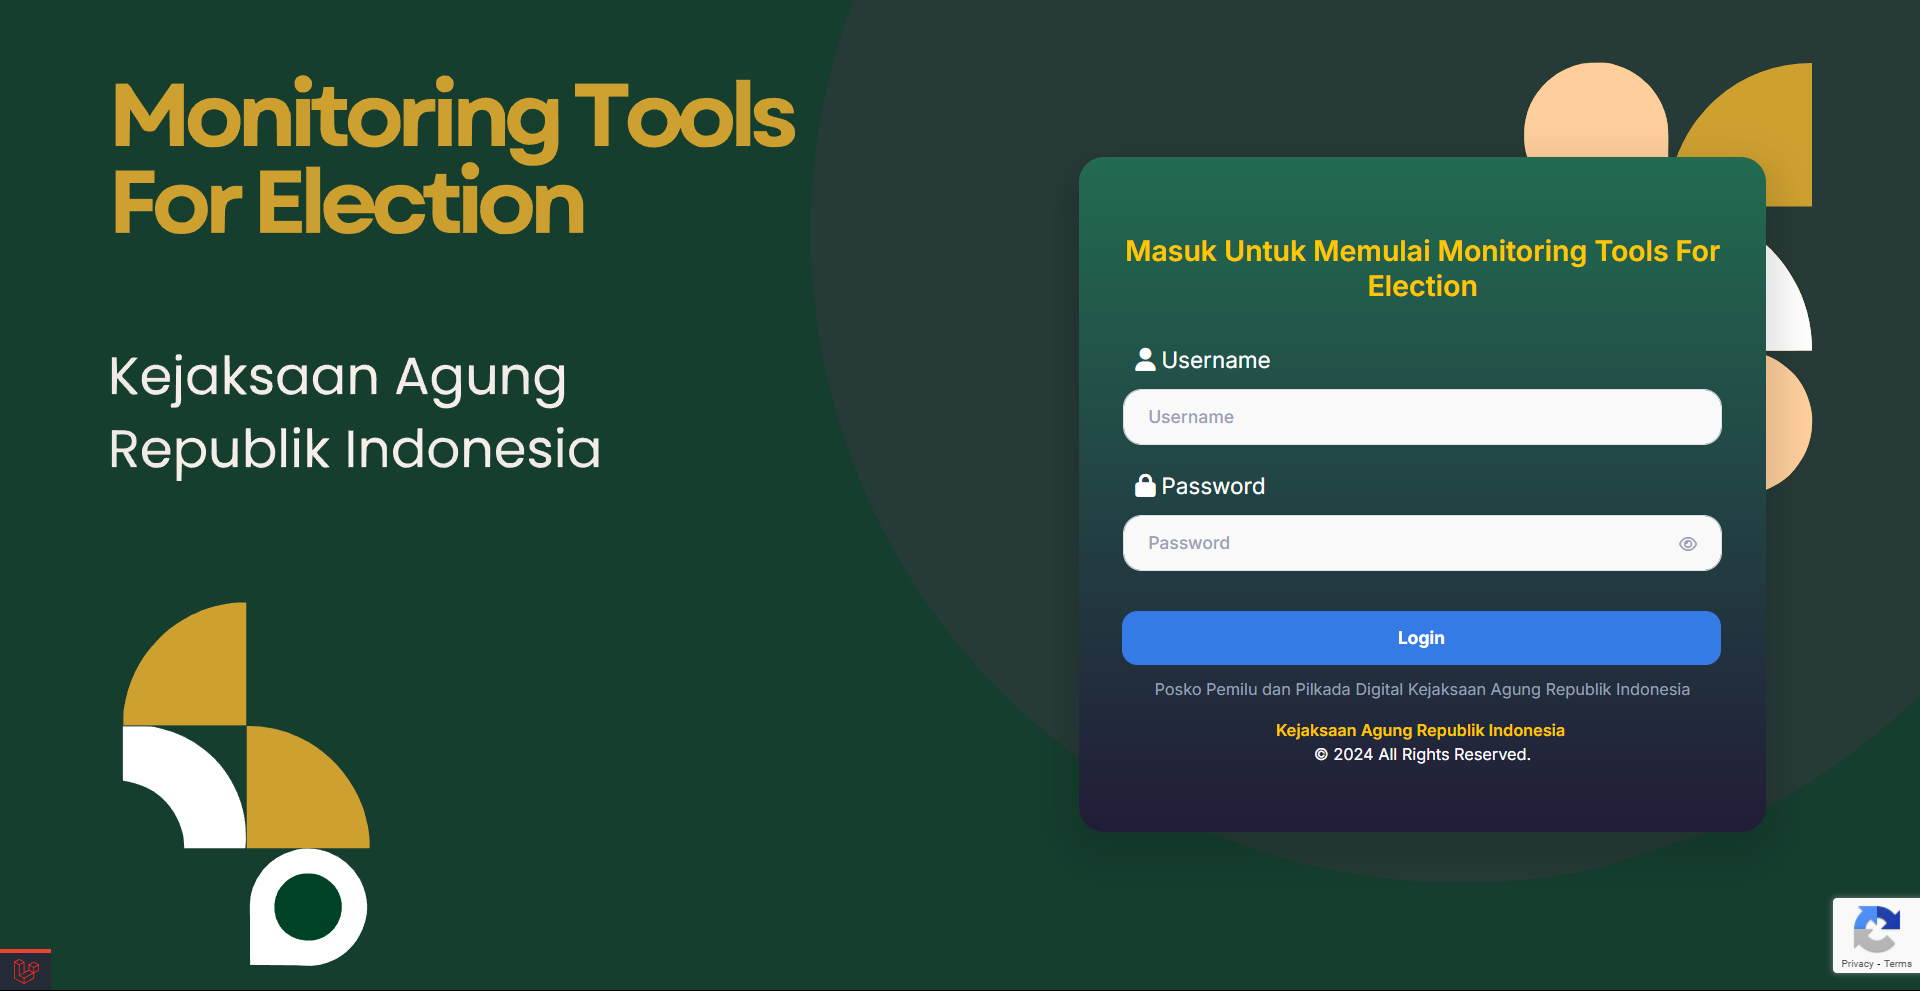 Monitoring Tools
For Election
Kejaksaan Agung
Republik Indonesia
Masuk Untuk Memulai Monitoring Tools For
Election
Username
Username
Password
Password
Login
Posko Pemilu dan Pilkada Digital Kejaksaan Agung Republik Indonesia
Kejaksaan Agung Republik Indonesia
© 2024 All Rights Reserved.
Privacy - Terms